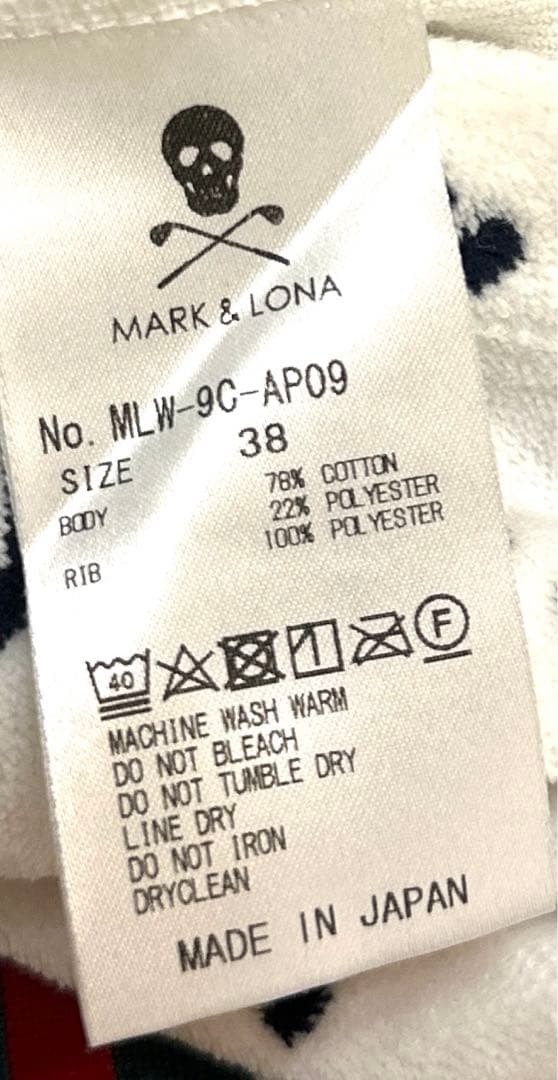 MARK & LONA
No. MLW-9C-AP09
SIZE 38
BODY 78% COTTON
22% POLYESTER
RIB 100% POLYESTER
40 F
MACHINE WASH WARM
DO NOT BLEACH
DO NOT TUMBLE DRY
LINE DRY
DO NOT IRON
DRYCLEAN
MADE IN JAPAN